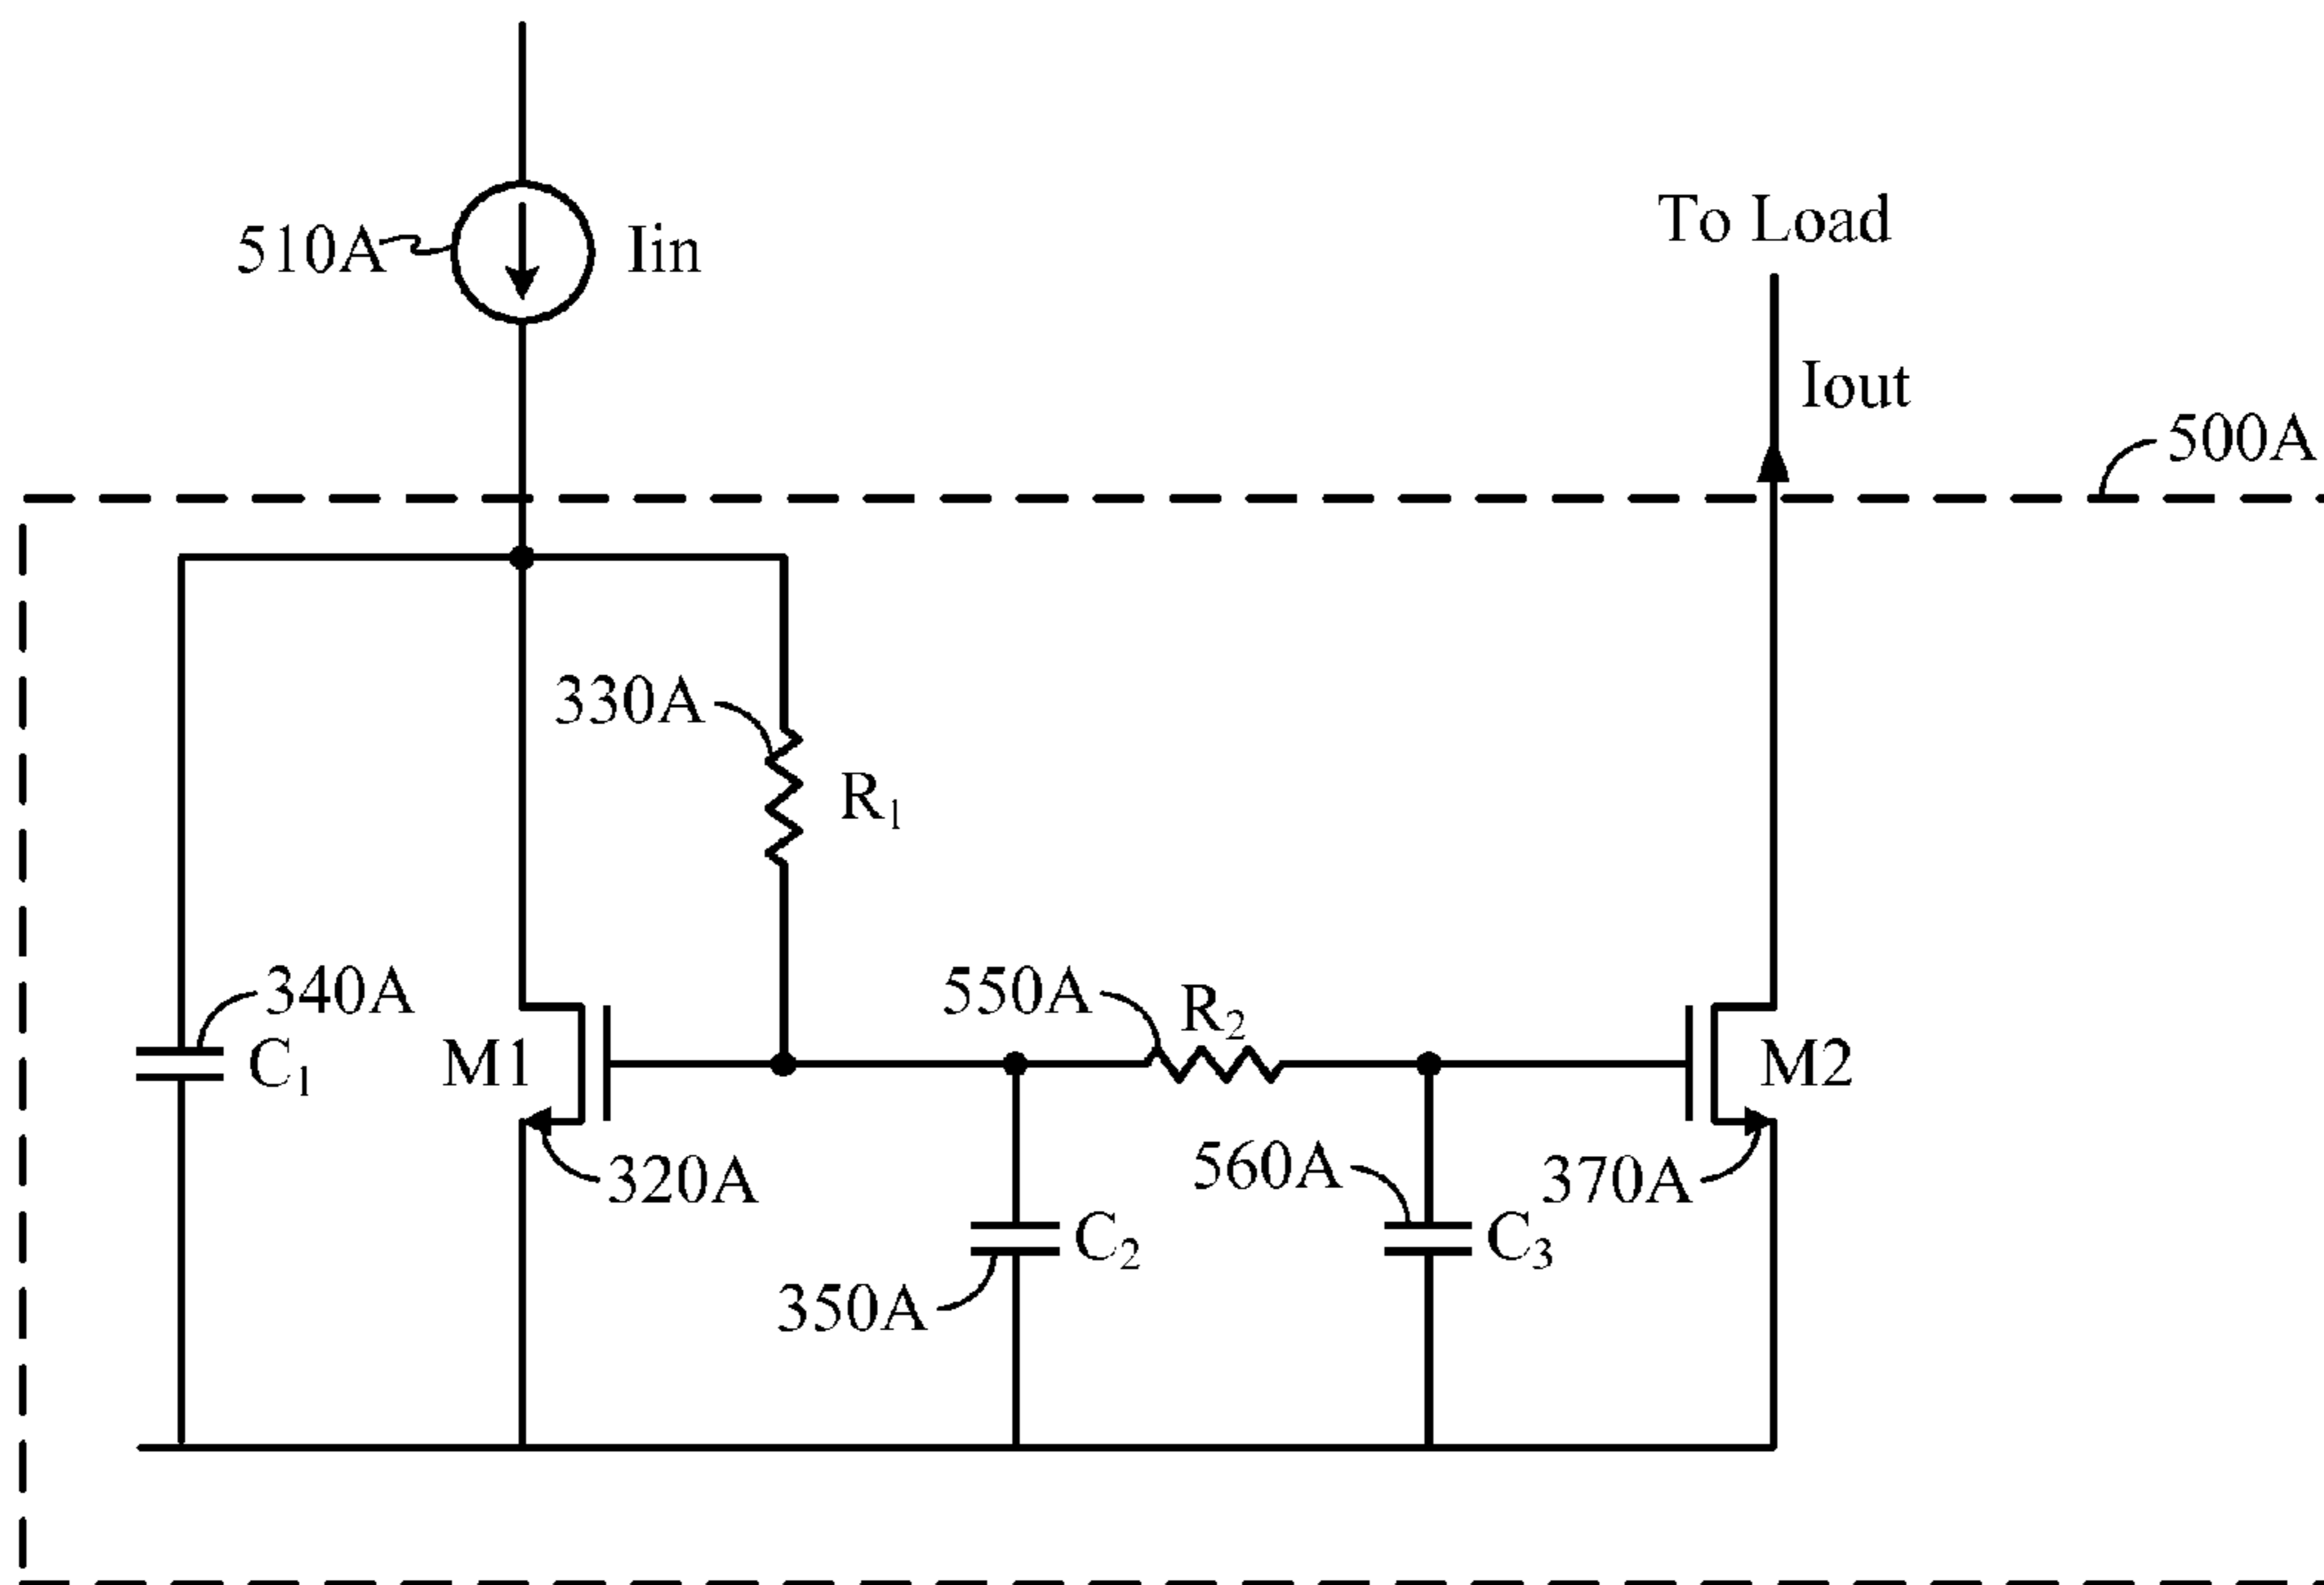 To Load
510A
Iin
Iout
500A
330A
R₁
340A
C₁
M1
550A
R₂
M2
320A
560A
370A
C₂
C₃
350A